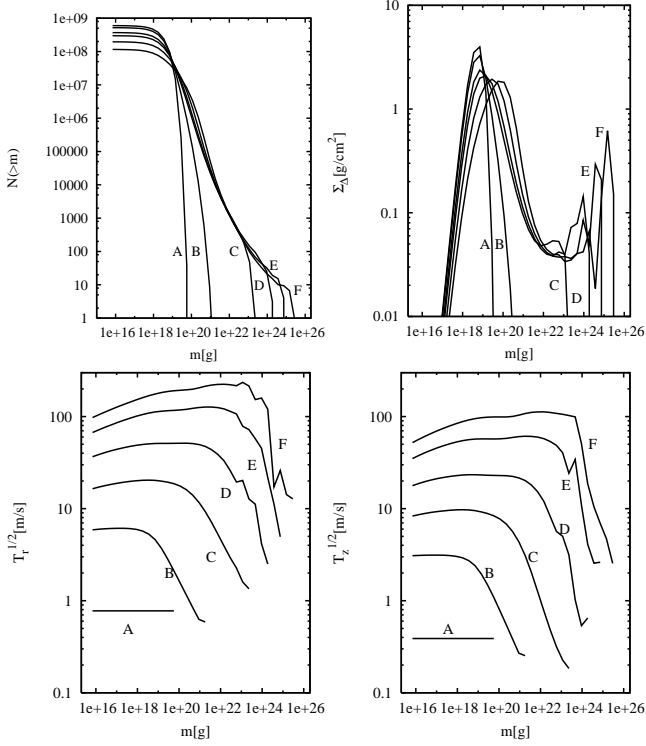 1e+09
1e+08
1e+07
1e+06
100000
10000
1000
100
10
1
N(>m)
A B C D E F
1e+16 1e+18 1e+20 1e+22 1e+24 1e+26
m[g]
10
1
0.1
0.01
Σ_Δ[g/cm²]
A B C D E F
1e+16 1e+18 1e+20 1e+22 1e+24 1e+26
m[g]
100
10
1
0.1
T_r^1/2[m/s]
A B C D E F
1e+16 1e+18 1e+20 1e+22 1e+24 1e+26
m[g]
100
10
1
0.1
T_z^1/2[m/s]
A B C D E F
1e+16 1e+18 1e+20 1e+22 1e+24 1e+26
m[g]